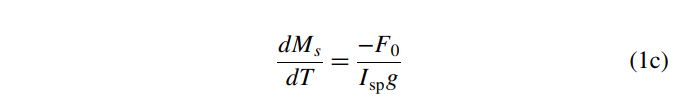 dM_s/dT = −F_0/(I_sp g) (1c)